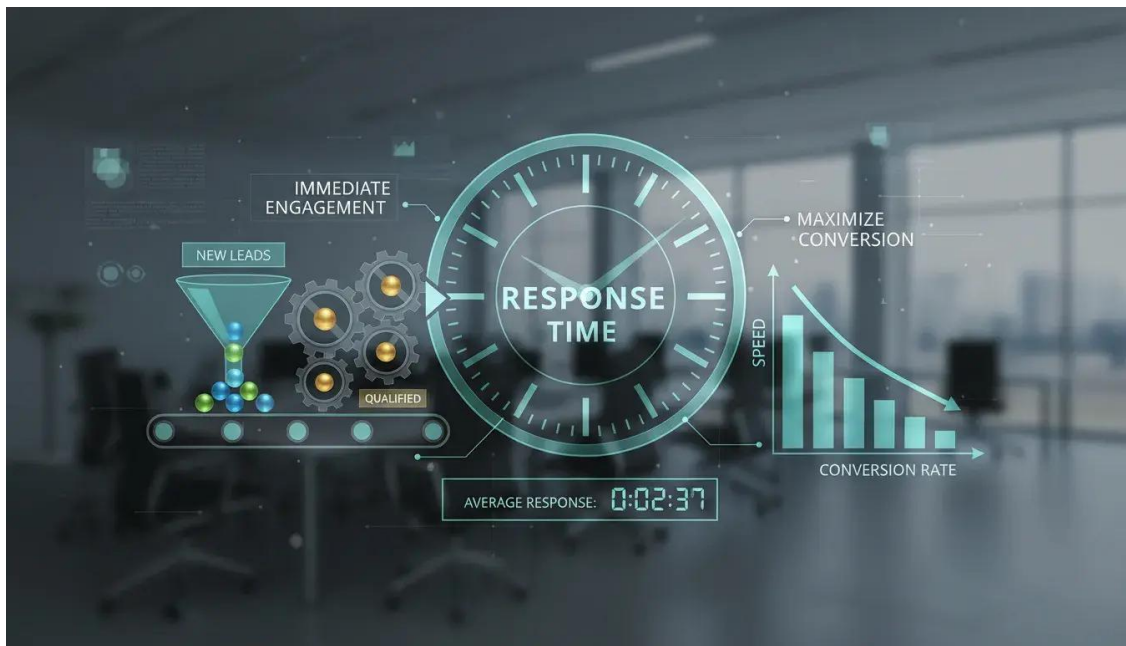 IMMEDIATE
ENGAGEMENT
NEW LEADS
QUALIFIED
RESPONSE
TIME
AVERAGE RESPONSE: 0:02:37
MAXIMIZE
CONVERSION
SPEED
CONVERSION RATE